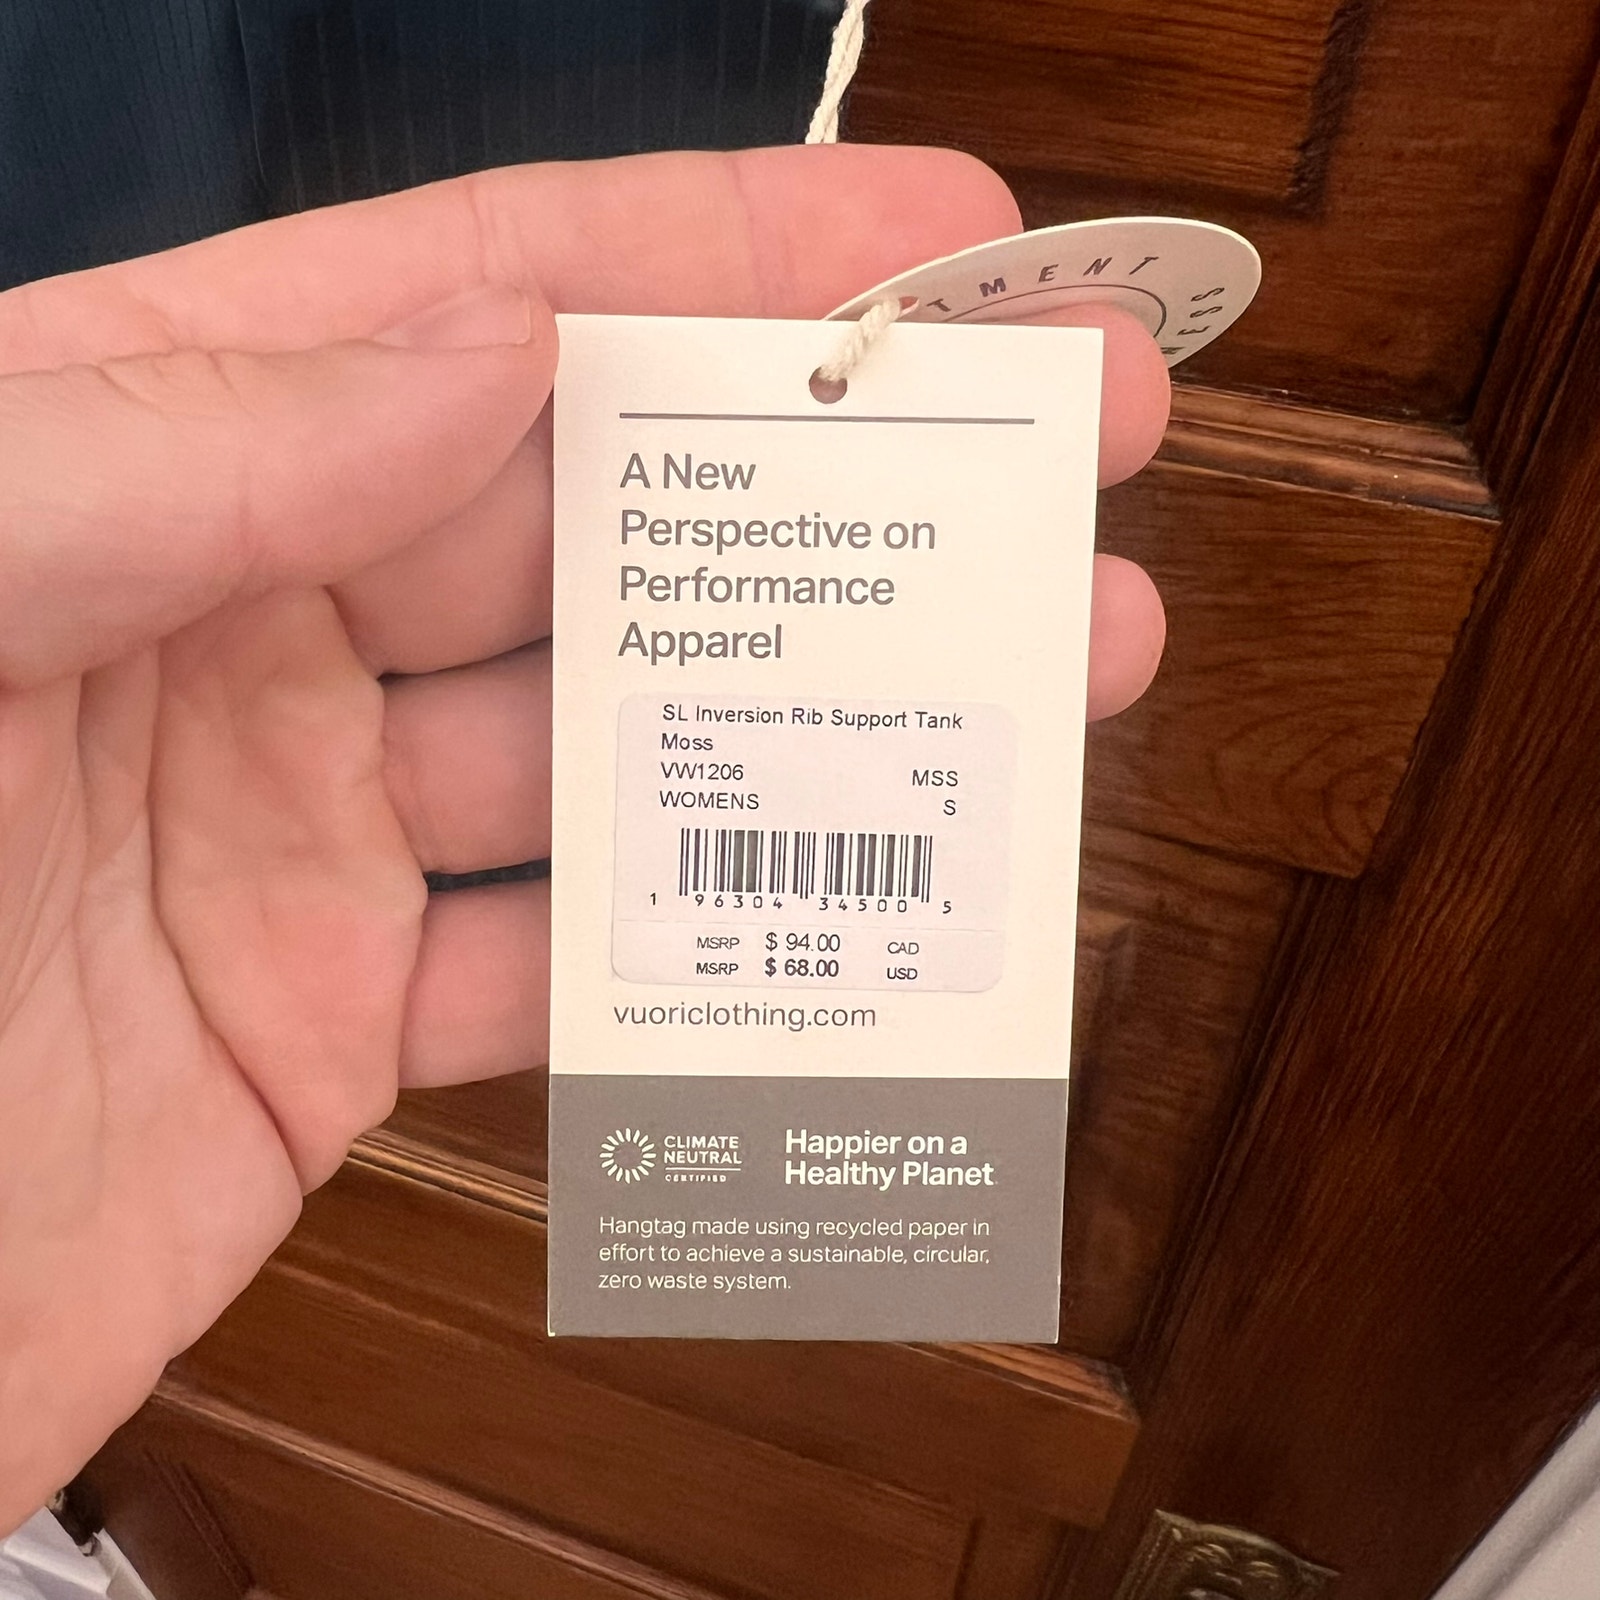 TMENT
NESS
A New
Perspective on
Performance
Apparel
SL Inversion Rib Support Tank
Moss
VW1206 MSS
WOMENS S
1 96304 34500 5
MSRP $ 94.00 CAD
MSRP $ 68.00 USD
vuoriclothing.com
CLIMATE
NEUTRAL
CERTIFIED
Happier on a
Healthy Planet
Hangtag made using recycled paper in
effort to achieve a sustainable, circular,
zero waste system.